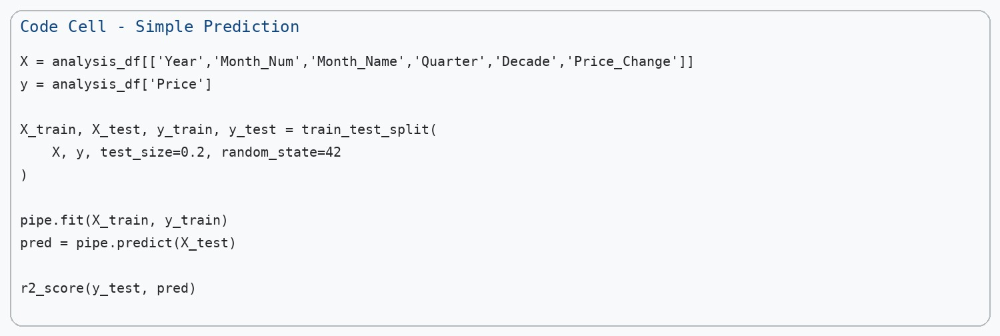 Code Cell - Simple Prediction
X = analysis_df[['Year','Month_Num','Month_Name','Quarter','Decade','Price_Change']]
y = analysis_df['Price']
X_train, X_test, y_train, y_test = train_test_split(
    X, y, test_size=0.2, random_state=42
)
pipe.fit(X_train, y_train)
pred = pipe.predict(X_test)
r2_score(y_test, pred)